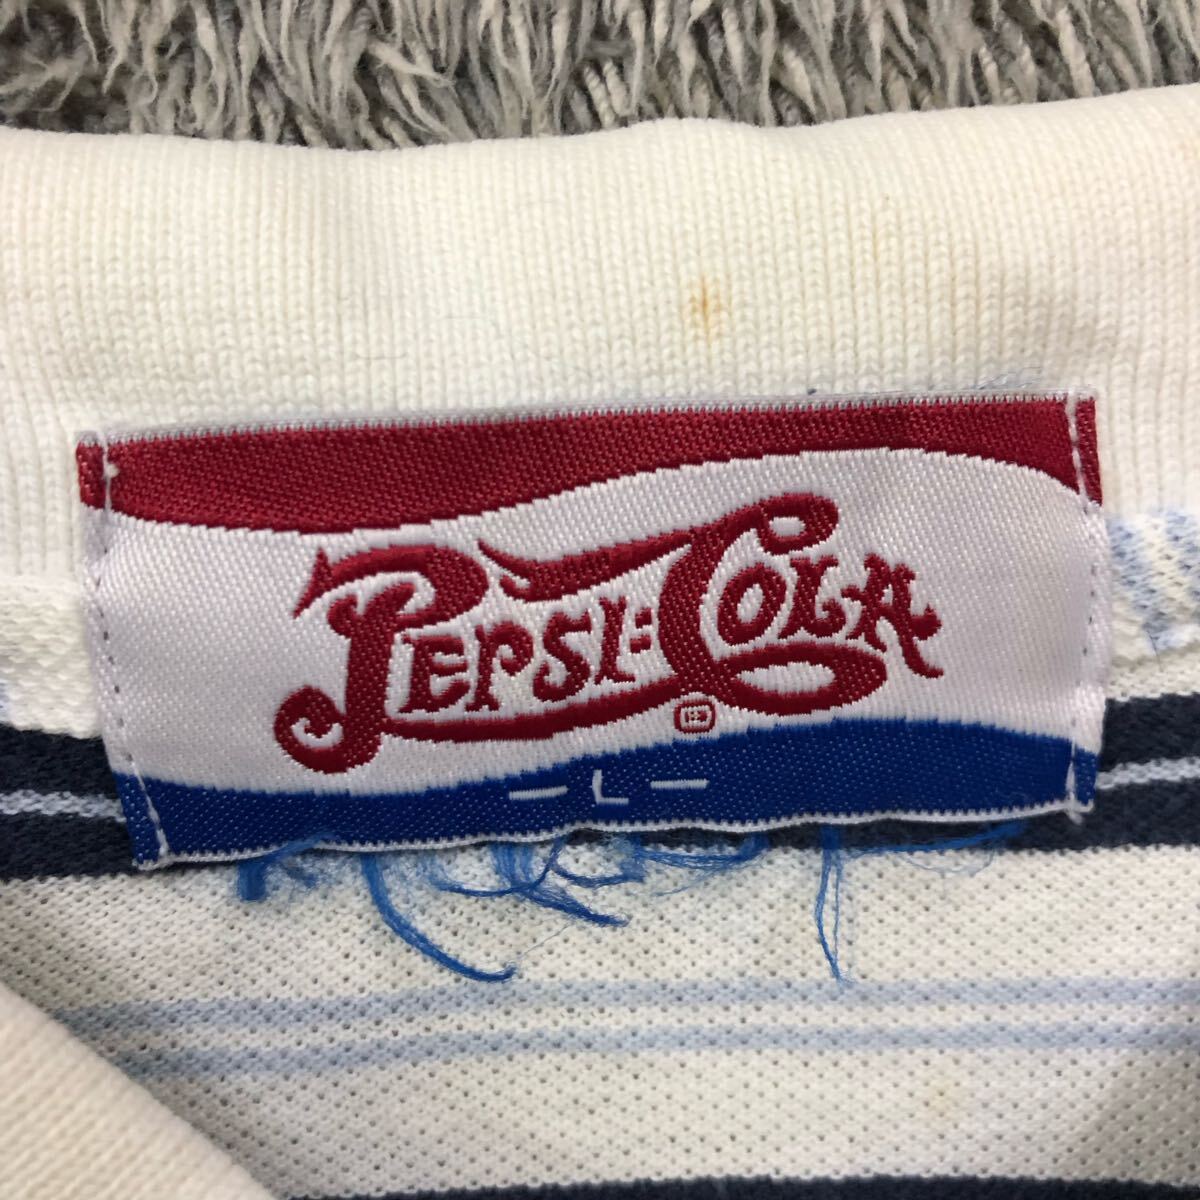 PEPSI:COLA
— L —